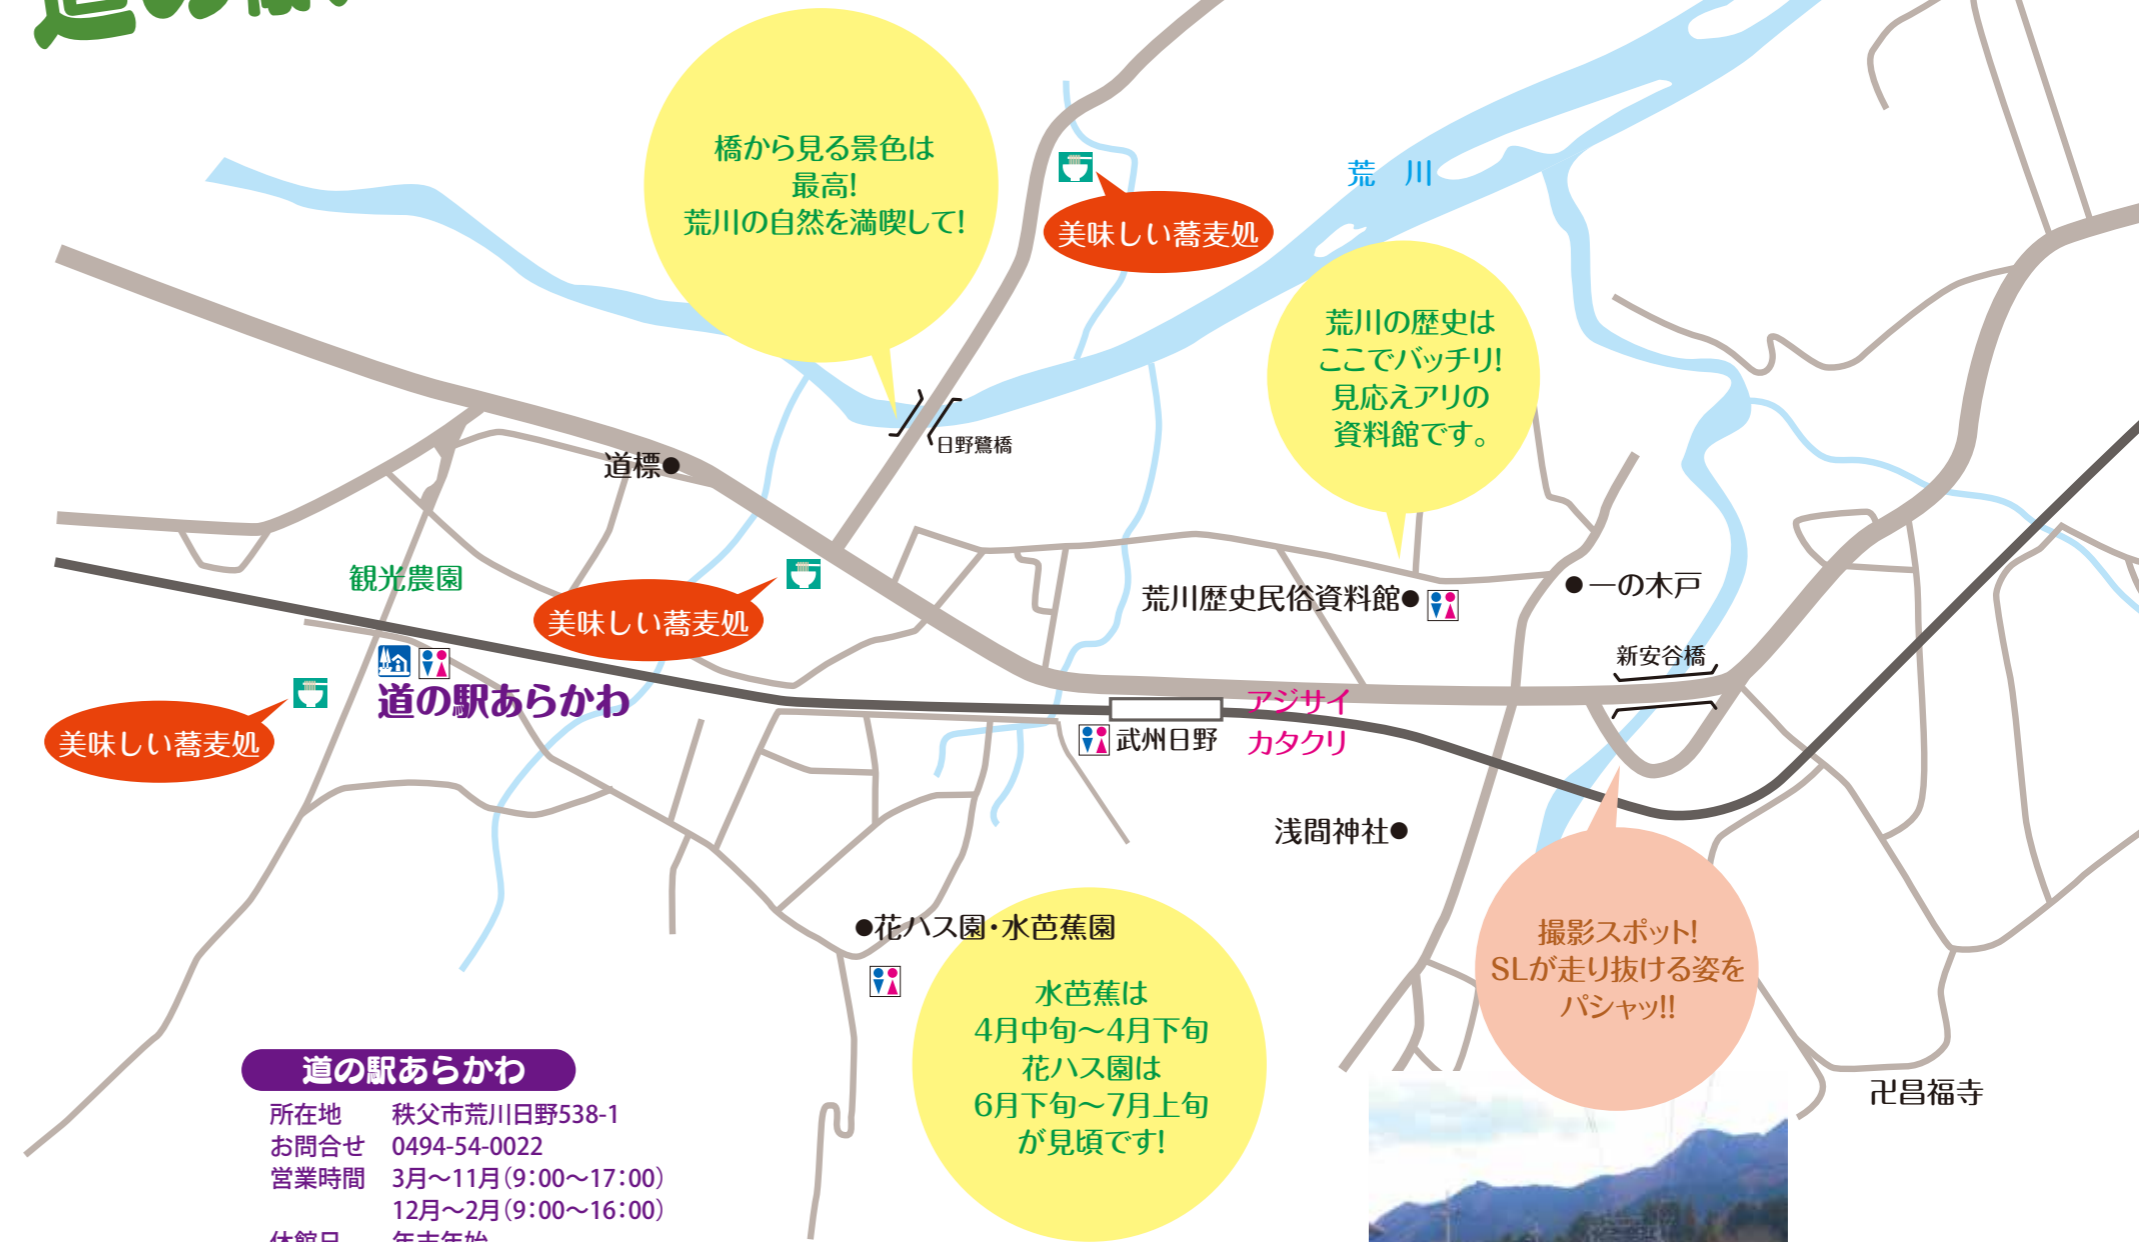 道の駅
橋から見る景色は
最高!
荒川の自然を満喫して!
美味しい蕎麦処
荒 川
荒川の歴史は
ここでバッチリ!
見応えアリの
資料館です。
日野鷺橋
道標●
観光農園
美味しい蕎麦処
荒川歴史民俗資料館●
●一の木戸
新安谷橋
道の駅あらかわ
美味しい蕎麦処
アジサイ
武州日野
カタクリ
浅間神社●
●花ハス園・水芭蕉園
水芭蕉は
4月中旬～4月下旬
花ハス園は
6月下旬～7月上旬
が見頃です!
撮影スポット!
SLが走り抜ける姿を
パシャッ!!
卍昌福寺
道の駅あらかわ
所在地 秩父市荒川日野538-1
お問合せ 0494-54-0022
営業時間 3月～11月(9:00～17:00)
12月～2月(9:00～16:00)
休館日 年末年始